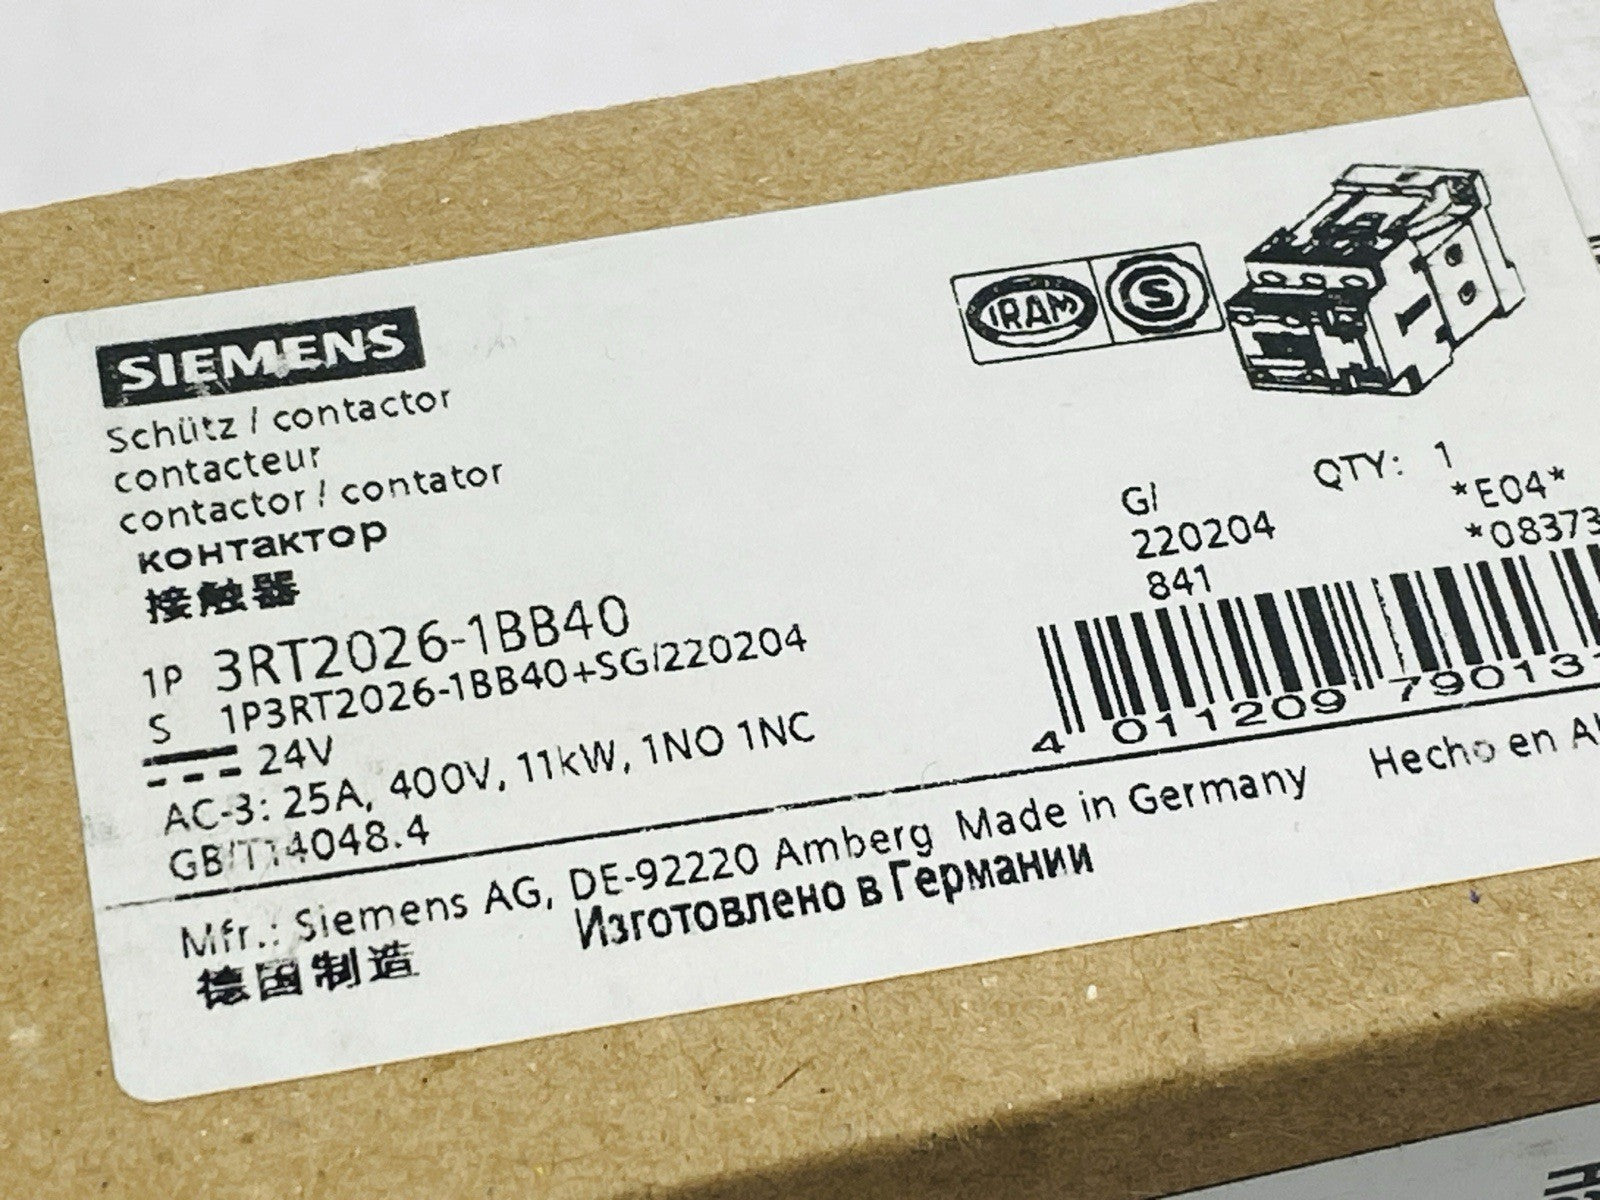 SIEMENS
Schütz / contactor
contacteur
contactor / contator
контактор
接触器
1P 3RT2026-1BB40
S 1P3RT2026-1BB40+SG/220204
24V
AC-3: 25A, 400V, 11kW, 1NO 1NC
GB/T14048.4
IRAM S
QTY: 1
G/
220204
841
*E04*
*08373
4 011209 790131
Mfr.: Siemens AG, DE-92220 Amberg Made in Germany Hecho en Al
Изготовлено в Германии
德国制造